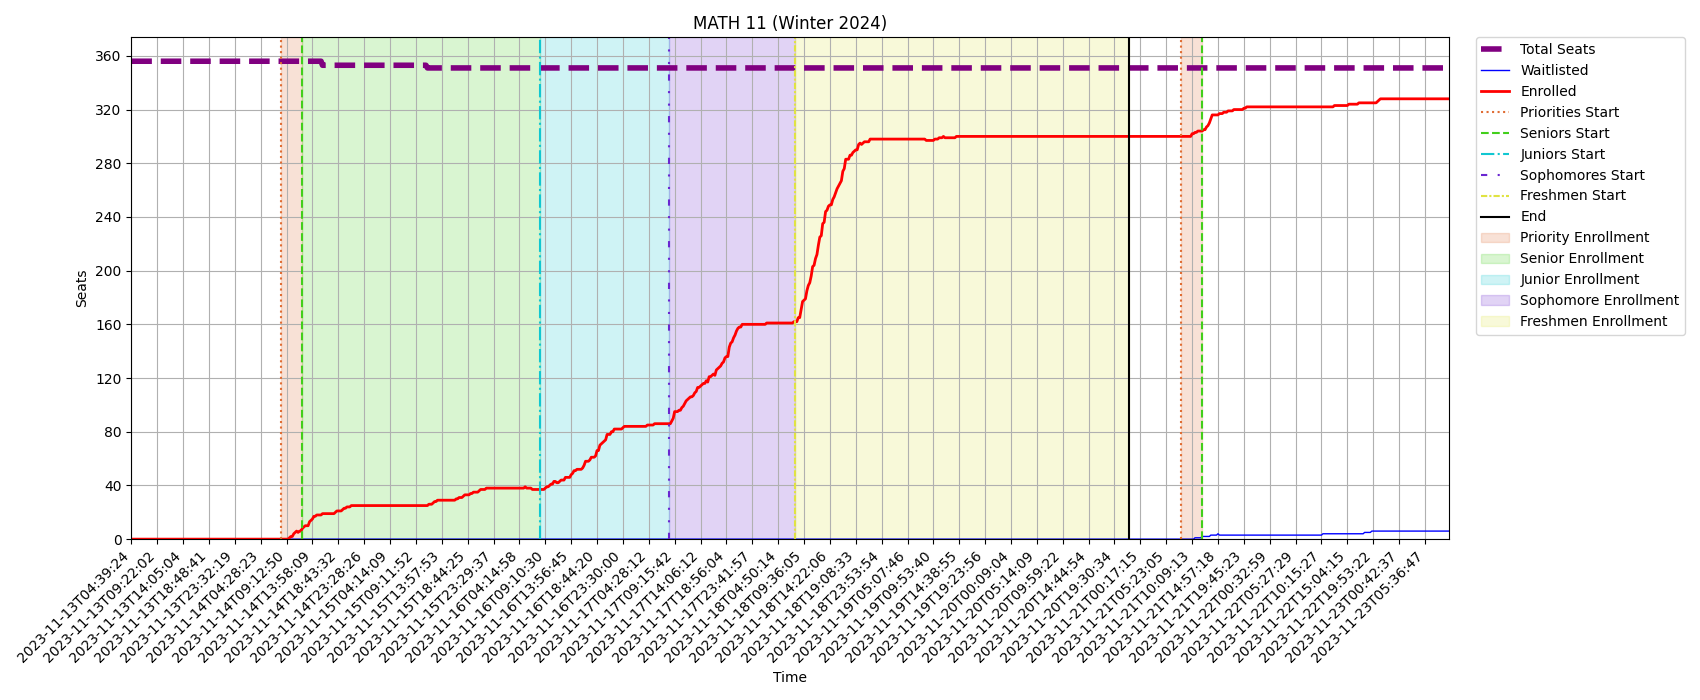 MATH 11 (Winter 2024)
Seats
360
320
280
240
200
160
120
80
40
0
2023-11-13T04:39:24
2023-11-13T09:22:02
2023-11-13T14:05:04
2023-11-13T18:48:41
2023-11-13T23:32:19
2023-11-14T04:28:23
2023-11-14T09:12:50
2023-11-14T13:58:09
2023-11-14T18:43:32
2023-11-14T23:28:26
2023-11-15T04:14:09
2023-11-15T09:11:52
2023-11-15T13:57:53
2023-11-15T18:44:25
2023-11-15T23:29:37
2023-11-16T04:14:58
2023-11-16T09:10:30
2023-11-16T13:56:45
2023-11-16T18:44:20
2023-11-16T23:30:00
2023-11-17T04:28:12
2023-11-17T09:15:42
2023-11-17T14:06:12
2023-11-17T18:56:04
2023-11-17T23:41:57
2023-11-18T04:50:14
2023-11-18T09:36:05
2023-11-18T14:22:06
2023-11-18T19:08:33
2023-11-18T23:53:54
2023-11-19T05:07:46
2023-11-19T09:53:40
2023-11-19T14:38:55
2023-11-19T19:23:56
2023-11-20T00:09:04
2023-11-20T05:14:09
2023-11-20T09:59:22
2023-11-20T14:44:54
2023-11-20T19:30:34
2023-11-21T00:17:15
2023-11-21T05:23:05
2023-11-21T10:09:13
2023-11-21T14:57:18
2023-11-21T19:45:23
2023-11-22T00:32:59
2023-11-22T05:27:29
2023-11-22T10:15:27
2023-11-22T15:04:15
2023-11-22T19:53:22
2023-11-23T00:42:37
2023-11-23T05:36:47
Time
Total Seats
Waitlisted
Enrolled
Priorities Start
Seniors Start
Juniors Start
Sophomores Start
Freshmen Start
End
Priority Enrollment
Senior Enrollment
Junior Enrollment
Sophomore Enrollment
Freshmen Enrollment